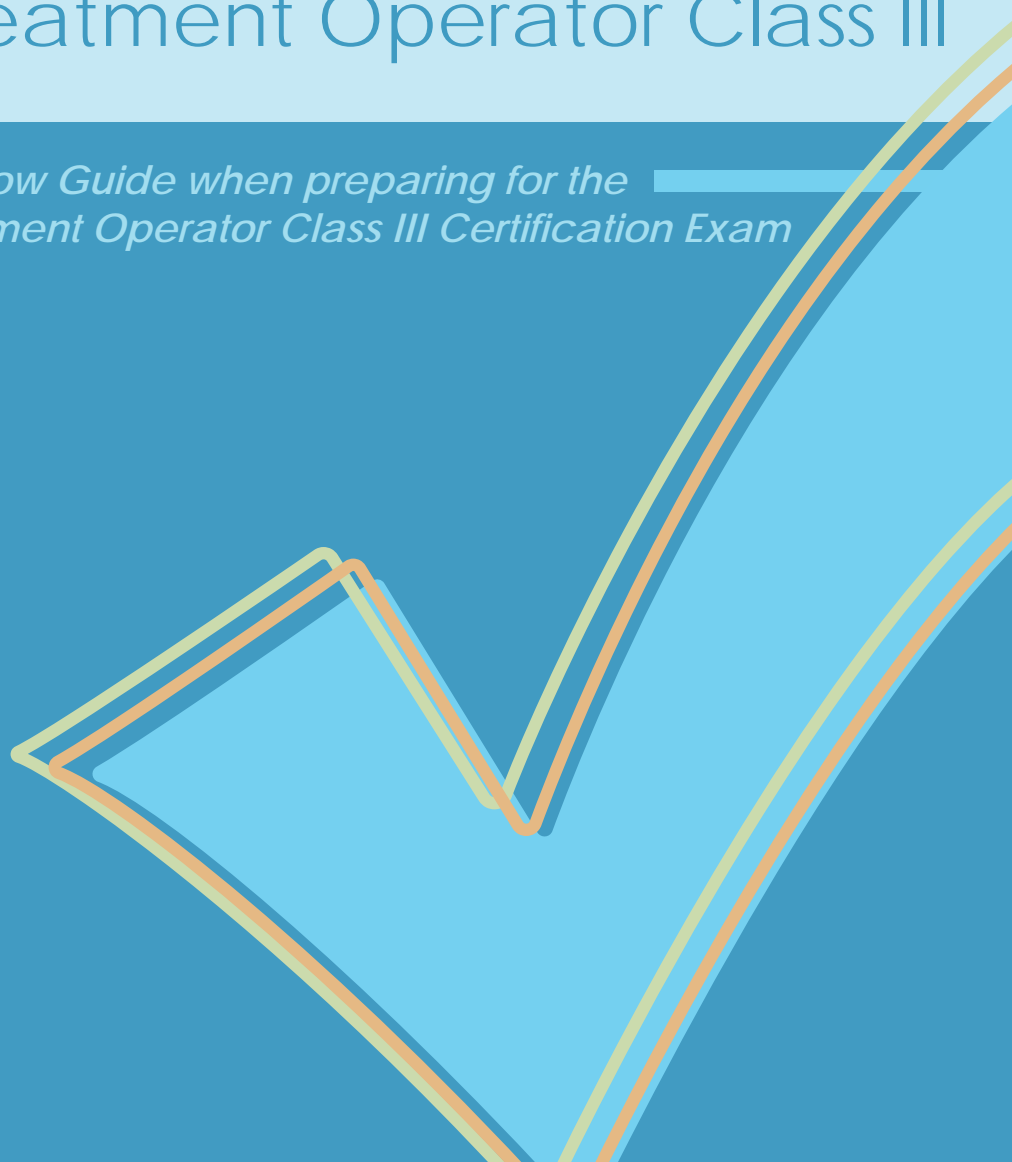 eatment Operator Class III
ow Guide when preparing for the
ment Operator Class III Certification Exam